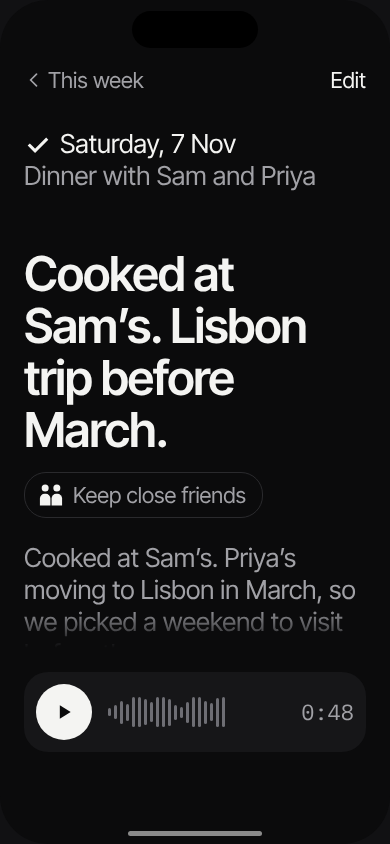 This week
Edit
Saturday, 7 Nov
Dinner with Sam and Priya
Cooked at
Sam’s. Lisbon
trip before
March.
Keep close friends
Cooked at Sam’s. Priya’s
moving to Lisbon in March, so
we picked a weekend to visit
0:48